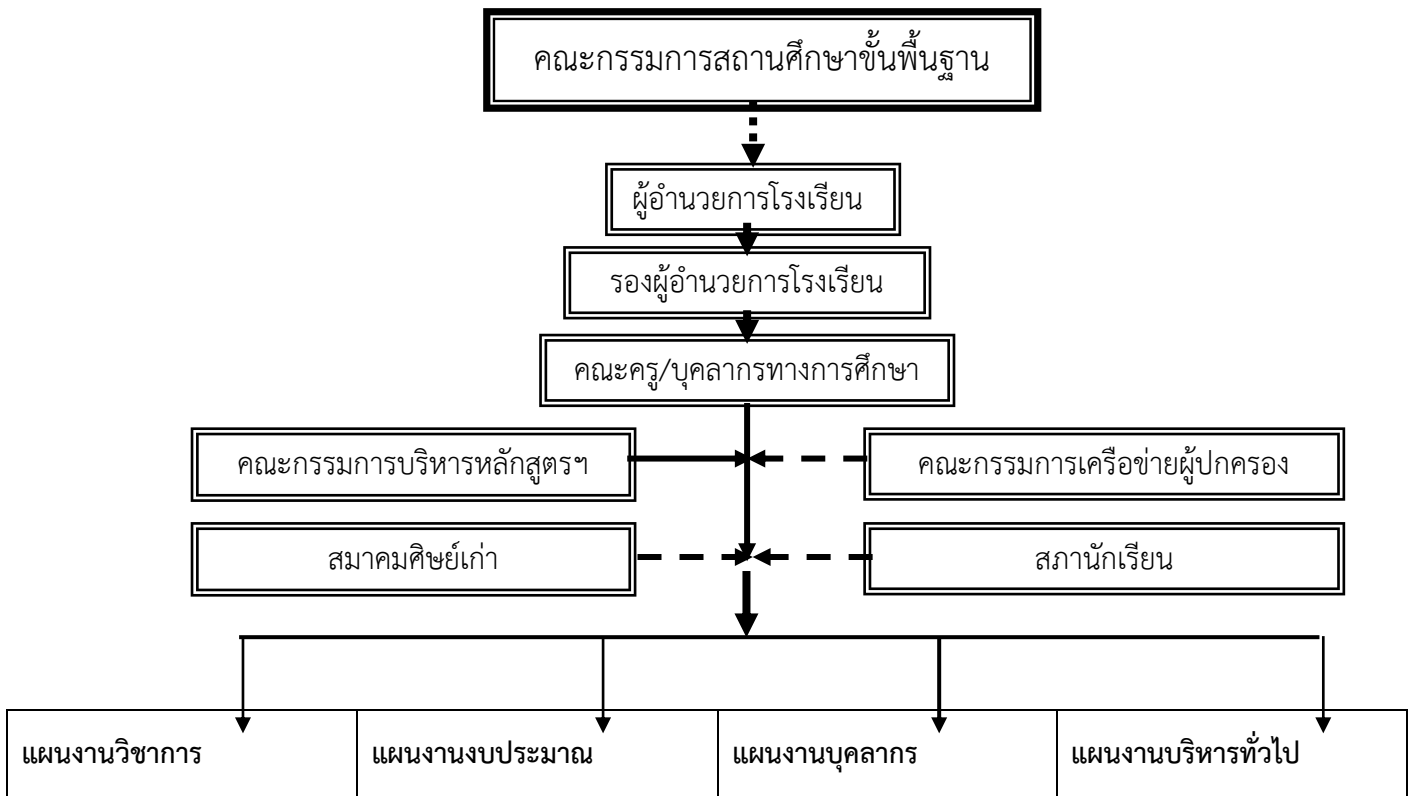 คณะกรรมการสถานศึกษาขั้นพื้นฐาน
ผู้อำนวยการโรงเรียน
รองผู้อำนวยการโรงเรียน
คณะครู/บุคลากรทางการศึกษา
คณะกรรมการบริหารหลักสูตรฯ
คณะกรรมการเครือข่ายผู้ปกครอง
สมาคมศิษย์เก่า
สภานักเรียน
แผนงานวิชาการ
แผนงานงบประมาณ
แผนงานบุคลากร
แผนงานบริหารทั่วไป